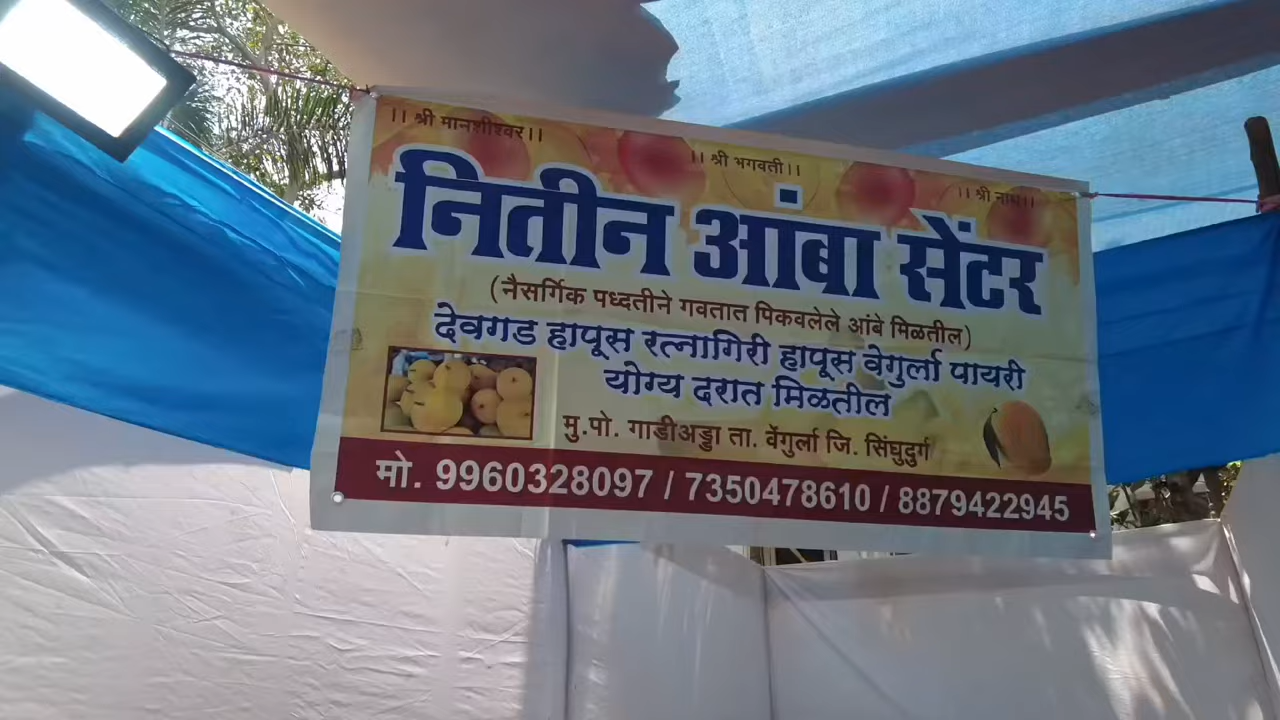 ।। श्री मानशीश्वर।।
।। श्री भगवती।।
।। श्री नाथ।।
नितीन आंबा सेंटर
(नैसर्गिक पध्दतीने गवतात पिकवलेले आंबे मिळतील)
देवगड हापूस रत्नागिरी हापूस वेगुर्ला पायरी
योग्य दरात मिळतील
मु.पो. गाडीअड्डा ता. वेंगुर्ला जि. सिंघुदुर्ग
मो. 9960328097 / 7350478610 / 8879422945